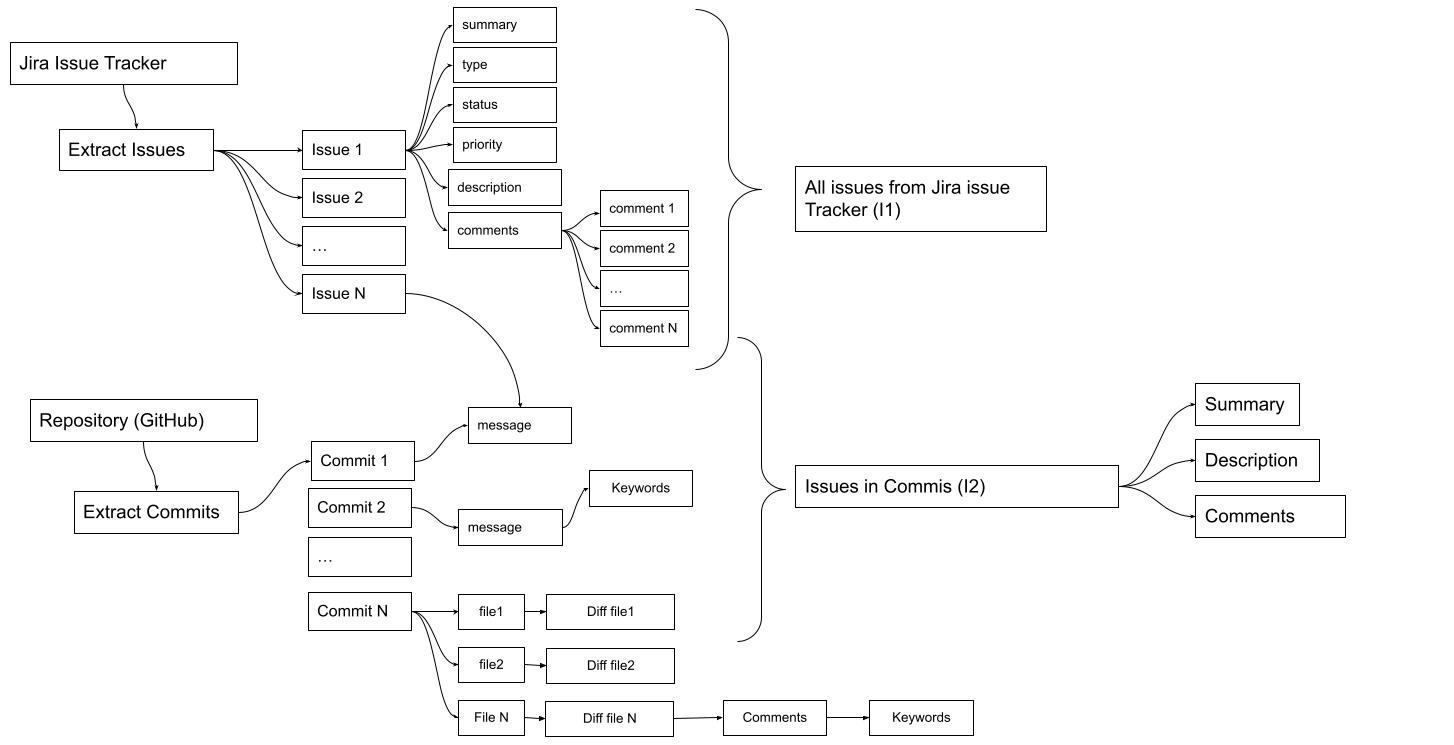 Jira Issue Tracker
Extract Issues
Issue 1
Issue 2
...
Issue N
summary
type
status
priority
description
comments
comment 1
comment 2
...
comment N
All issues from Jira issue
Tracker (I1)
Repository (GitHub)
Extract Commits
Commit 1
Commit 2
...
Commit N
message
message
Keywords
file1
Diff file1
file2
Diff file2
File N
Diff file N
Comments
Keywords
Issues in Commis (I2)
Summary
Description
Comments